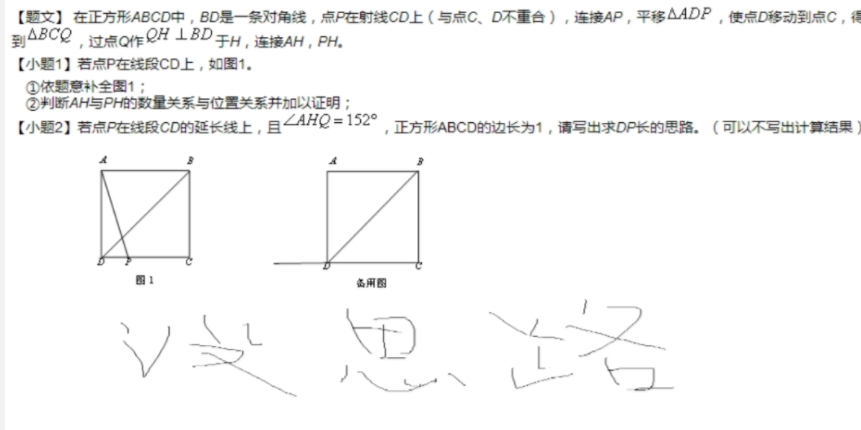 【题文】在正方形ABCD中，BD是一条对角线，点P在射线CD上（与点C、D不重合），连接AP，平移△ADP，使点D移动到点C，得
到△BCQ，过点Q作QH⊥BD于H，连接AH，PH。
【小题1】若点P在线段CD上，如图1。
①依题意补全图1；
②判断AH与PH的数量关系与位置关系并加以证明；
【小题2】若点P在线段CD的延长线上，且∠AHQ=152°，正方形ABCD的边长为1，请写出求DP长的思路。（可以不写出计算结果）
A B A B
D P C D C
图1 备用图
思路